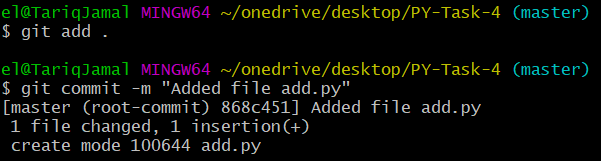 el@TariqJamal MINGW64 ~/onedrive/desktop/PY-Task-4 (master)
$ git add .
el@TariqJamal MINGW64 ~/onedrive/desktop/PY-Task-4 (master)
$ git commit -m "Added file add.py"
[master (root-commit) 868c451] Added file add.py
 1 file changed, 1 insertion(+)
 create mode 100644 add.py